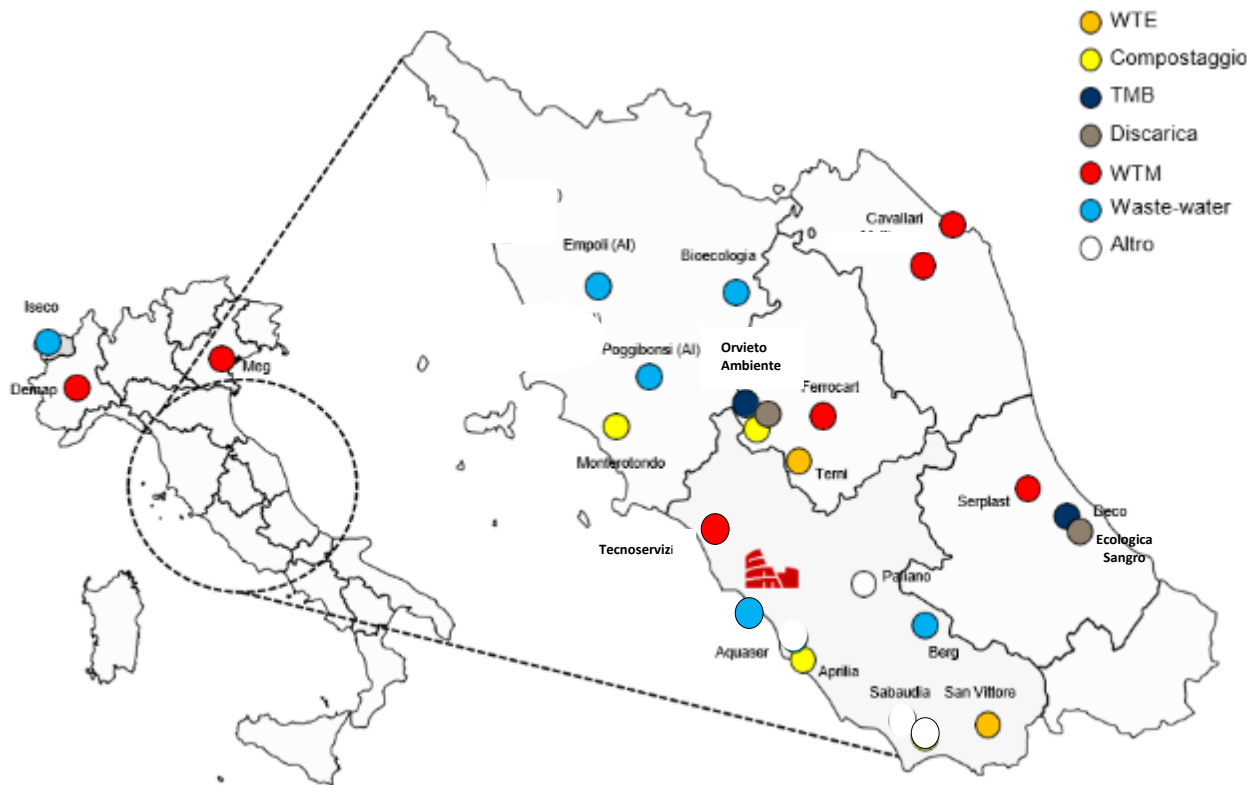 WTE
Compostaggio
TMB
Discarica
WTM
Waste-water
Altro
Cavallari
Empoli (AI)
Bioecologia
Iseco
Meg
Demap
Poggibonsi (AI)
Orvieto
Ambiente
Ferrocart
Monterotondo
Terni
Serplast
Deco
Ecologica
Sangro
Tecnoservizi
Paliano
Aquaser
Aprilia
Berg
Sabaudia
San Vittore